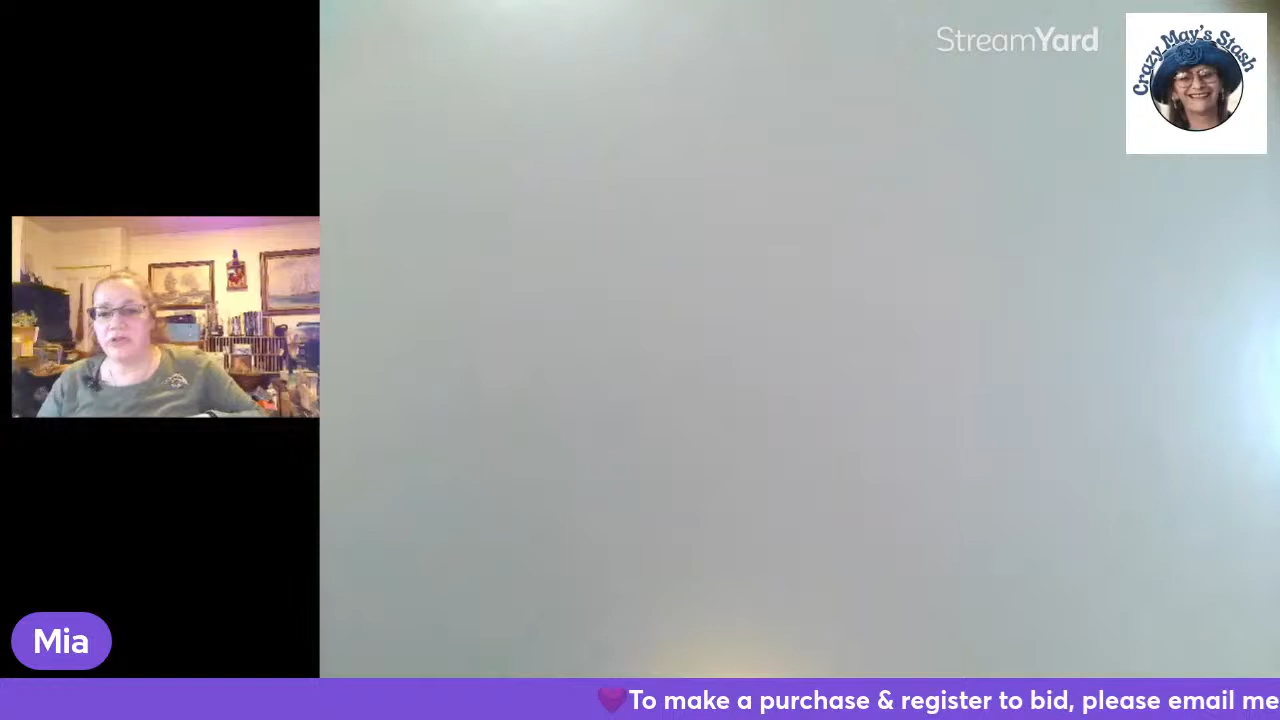 StreamYard
Crazy May's Stash
Mia
💜To make a purchase & register to bid, please email me